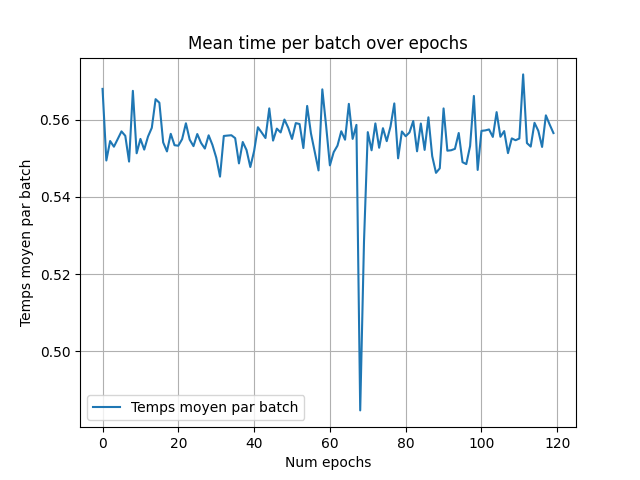 Mean time per batch over epochs
Temps moyen par batch
0.56
0.54
0.52
0.50
Temps moyen par batch
0 20 40 60 80 100 120
Num epochs